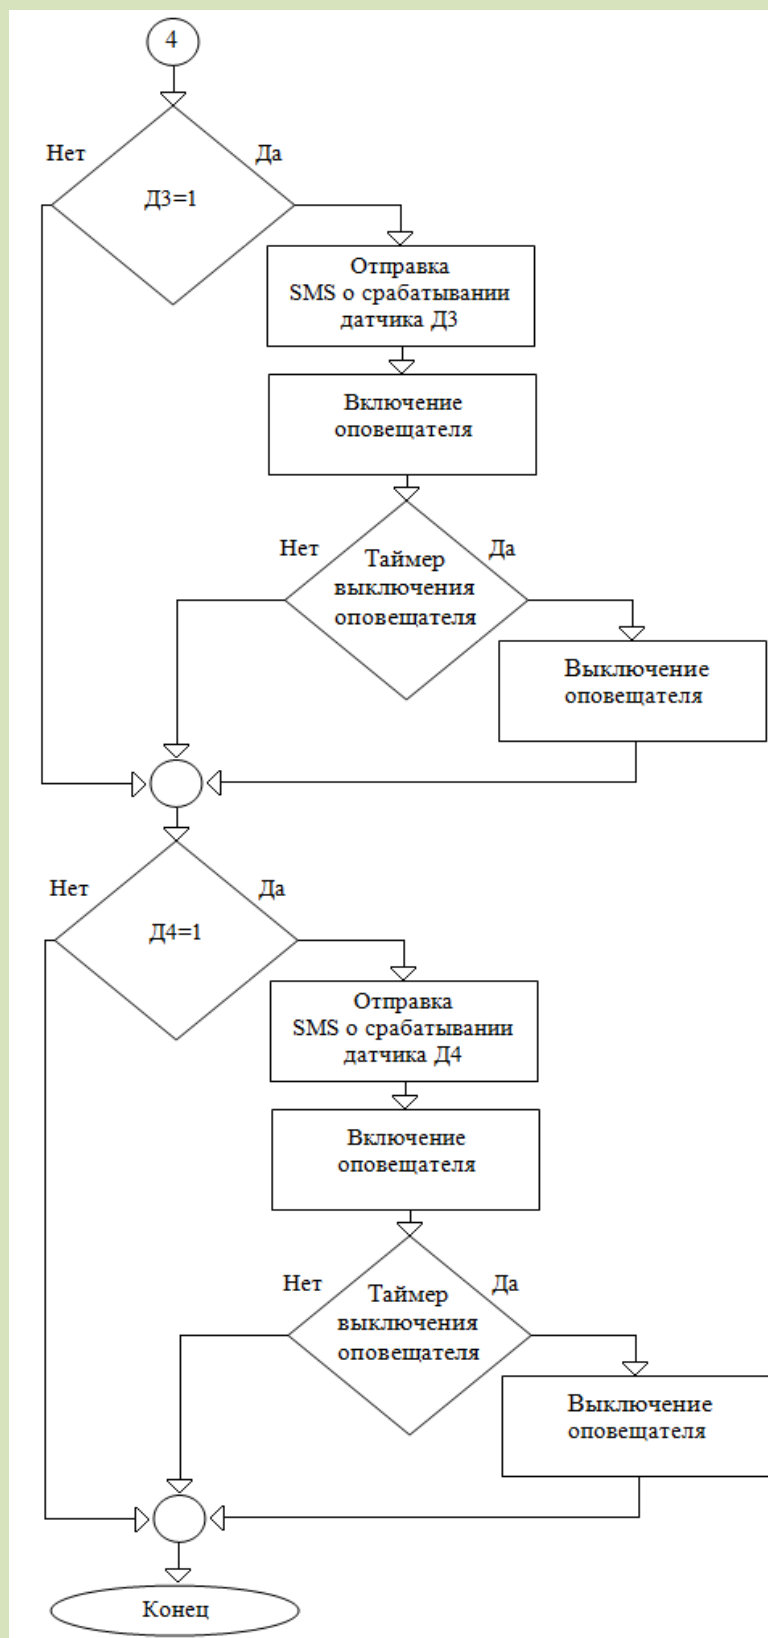 4
Нет
Да
Д3=1
Отправка
SMS о срабатывании
датчика Д3
Включение
оповещателя
Нет
Да
Таймер
выключения
оповещателя
Выключение
оповещателя
Нет
Да
Д4=1
Отправка
SMS о срабатывании
датчика Д4
Включение
оповещателя
Нет
Да
Таймер
выключения
оповещателя
Выключение
оповещателя
Конец